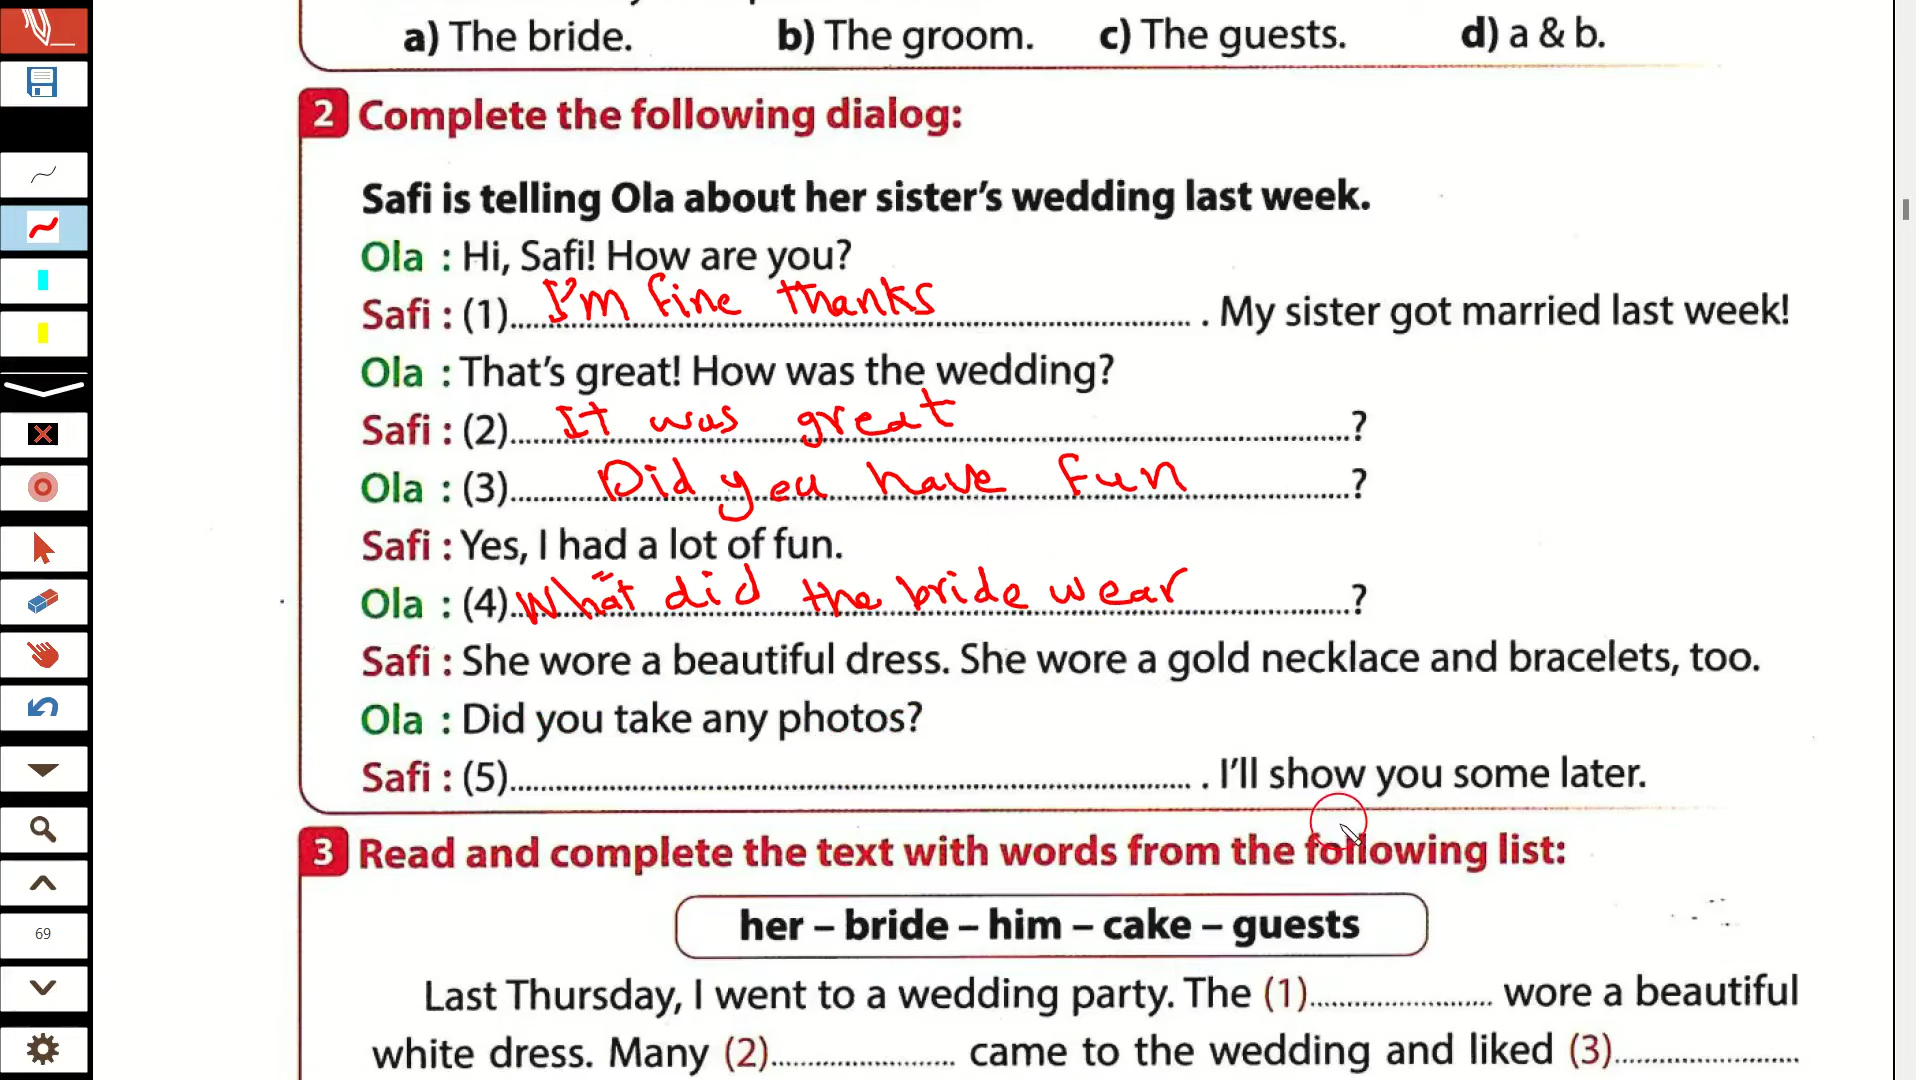 a) The bride. b) The groom. c) The guests. d) a & b.
2 Complete the following dialog:
Safi is telling Ola about her sister's wedding last week.
Ola : Hi, Safi! How are you?
Safi : (1) I'm fine thanks . My sister got married last week!
Ola : That's great! How was the wedding?
Safi : (2) It was great ?
Ola : (3) Did you have fun ?
Safi : Yes, I had a lot of fun.
Ola : (4) What did the bride wear ?
Safi : She wore a beautiful dress. She wore a gold necklace and bracelets, too.
Ola : Did you take any photos?
Safi : (5) . I'll show you some later.
3 Read and complete the text with words from the following list:
her – bride – him – cake – guests
69
Last Thursday, I went to a wedding party. The (1) wore a beautiful
white dress. Many (2) came to the wedding and liked (3)